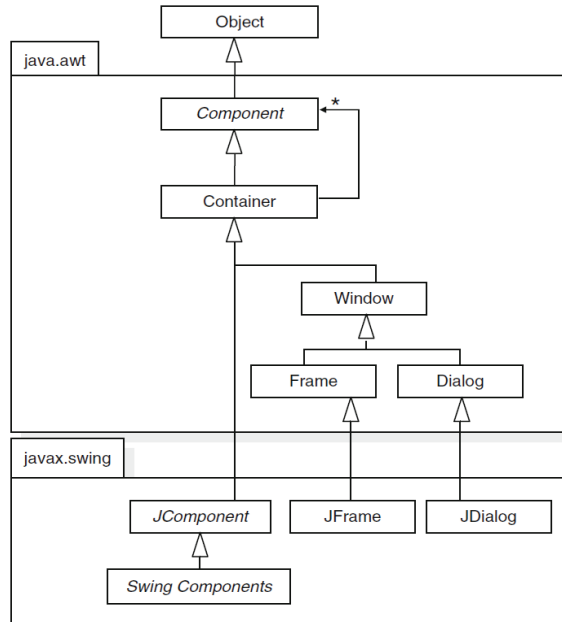 Object
java.awt
Component
*
Container
Window
Frame
Dialog
javax.swing
JComponent
JFrame
JDialog
Swing Components